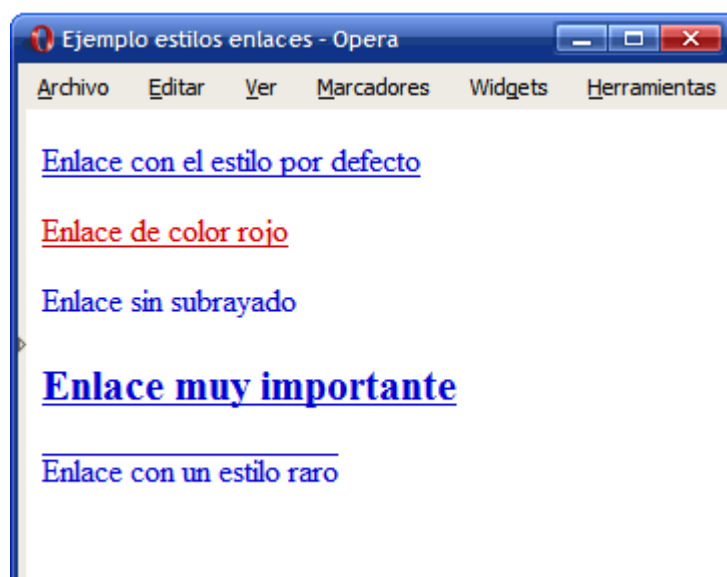 Ejemplo estilos enlaces - Opera
Archivo Editar Ver Marcadores Widgets Herramientas
Enlace con el estilo por defecto
Enlace de color rojo
Enlace sin subrayado
Enlace muy importante
Enlace con un estilo raro